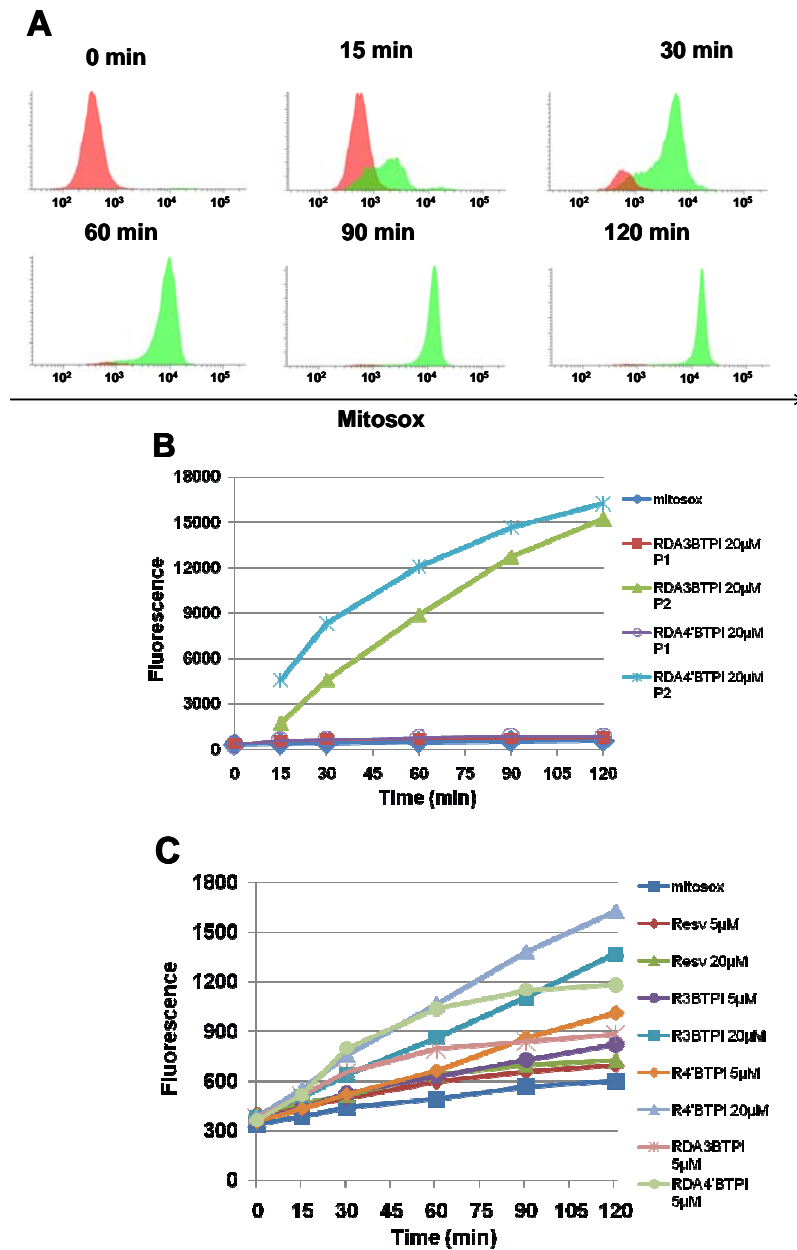 A
0 min
15 min
30 min
10² 10³ 10⁴ 10⁵
10² 10³ 10⁴ 10⁵
10² 10³ 10⁴ 10⁵
60 min
90 min
120 min
10² 10³ 10⁴ 10⁵
10² 10³ 10⁴ 10⁵
10² 10³ 10⁴ 10⁵
Mitosox
B
18000
15000
12000
9000
6000
3000
0
Fluorescence
0 15 30 45 60 75 90 105 120
Time (min)
mitosox
RDA3BTPI 20µM
P1
RDA3BTPI 20µM
P2
RDA4'BTPI 20µM
P1
RDA4'BTPI 20µM
P2
C
1800
1500
1200
900
600
300
0
Fluorescence
0 15 30 45 60 75 90 105 120
Time (min)
mitosox
Resv 5µM
Resv 20µM
R3BTPI 5µM
R3BTPI 20µM
R4'BTPI 5µM
R4'BTPI 20µM
RDA3BTPI
5µM
RDA4'BTPI
5µM